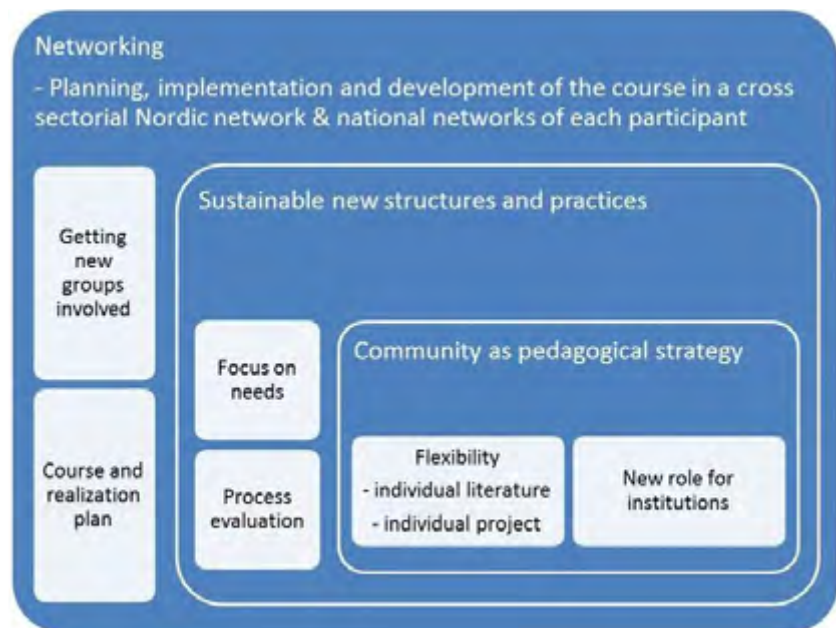 Networking
- Planning, implementation and development of the course in a cross
sectorial Nordic network & national networks of each participant
Getting
new
groups
involved
Course and
realization
plan
Sustainable new structures and practices
Focus on
needs
Process
evaluation
Community as pedagogical strategy
Flexibility
- individual literature
- individual project
New role for
institutions